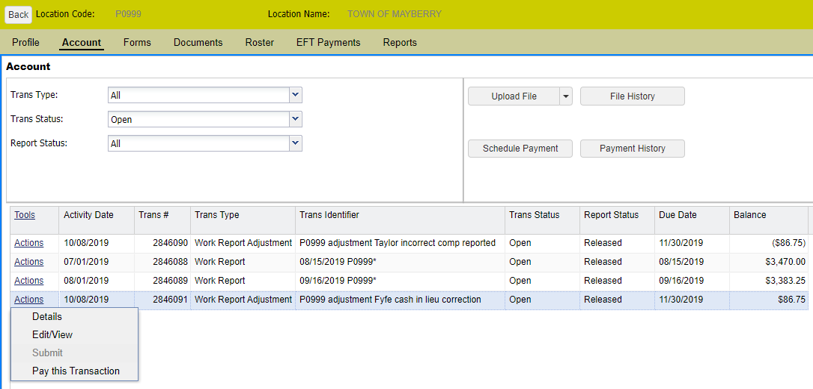 Back Location Code: P0999 Location Name: TOWN OF MAYBERRY
Profile Account Forms Documents Roster EFT Payments Reports
Account
Trans Type: All
Upload File File History
Trans Status: Open
Report Status: All
Schedule Payment Payment History
Tools Activity Date Trans # Trans Type Trans Identifier Trans Status Report Status Due Date Balance
Actions 10/08/2019 2846090 Work Report Adjustment P0999 adjustment Taylor incorrect comp reported Open Released 11/30/2019 ($86.75)
Actions 07/01/2019 2846088 Work Report 08/15/2019 P0999* Open Released 08/15/2019 $3,470.00
Actions 08/01/2019 2846089 Work Report 09/16/2019 P0999* Open Released 09/16/2019 $3,383.25
Actions 10/08/2019 2846091 Work Report Adjustment P0999 adjustment Fyfe cash in lieu correction Open Released 11/30/2019 $86.75
Details
Edit/View
Submit
Pay this Transaction